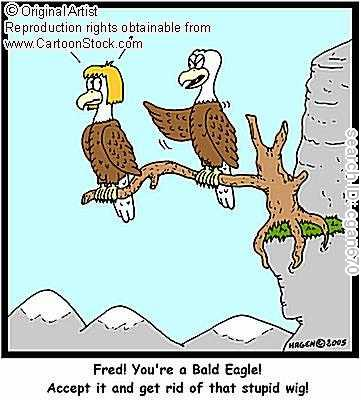 © Original Artist
Reproduction rights obtainable from
www.CartoonStock.com
search ID: cgan670
HAGEN © 2005
Fred! You're a Bald Eagle!
Accept it and get rid of that stupid wig!